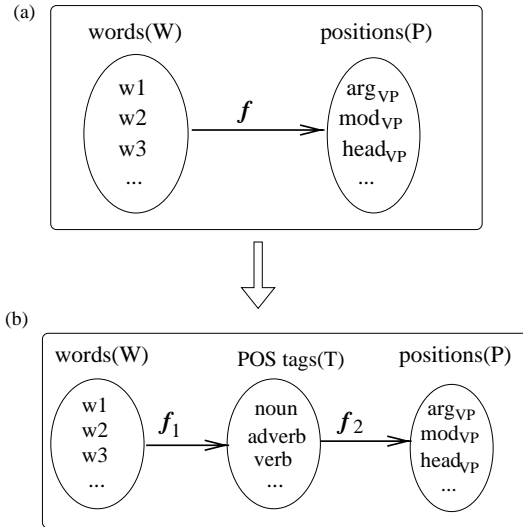 (a)
words(W) positions(P)
w1
w2
w3
...
f
arg_VP
mod_VP
head_VP
...
(b)
words(W) POS tags(T) positions(P)
w1
w2
w3
...
f_1
noun
adverb
verb
...
f_2
arg_VP
mod_VP
head_VP
...